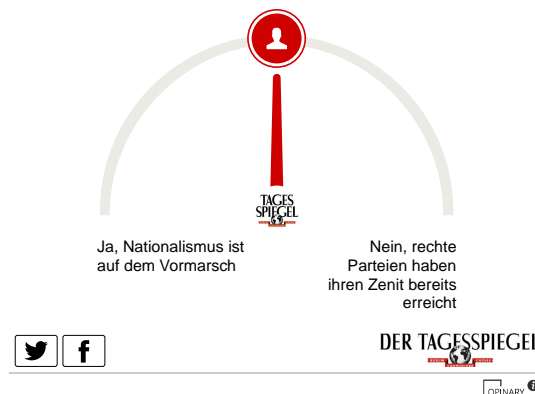 TAGES
SPIEGEL
Ja, Nationalismus ist
auf dem Vormarsch
Nein, rechte
Parteien haben
ihren Zenit bereits
erreicht
DER TAGESSPIEGEL
OPINARY